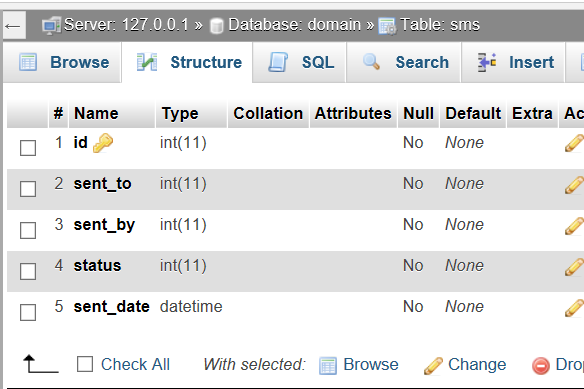 ← Server: 127.0.0.1 » Database: domain » Table: sms
Browse Structure SQL Search Insert
# Name Type Collation Attributes Null Default Extra Ac
1 id int(11) No None
2 sent_to int(11) No None
3 sent_by int(11) No None
4 status int(11) No None
5 sent_date datetime No None
Check All With selected: Browse Change Dro